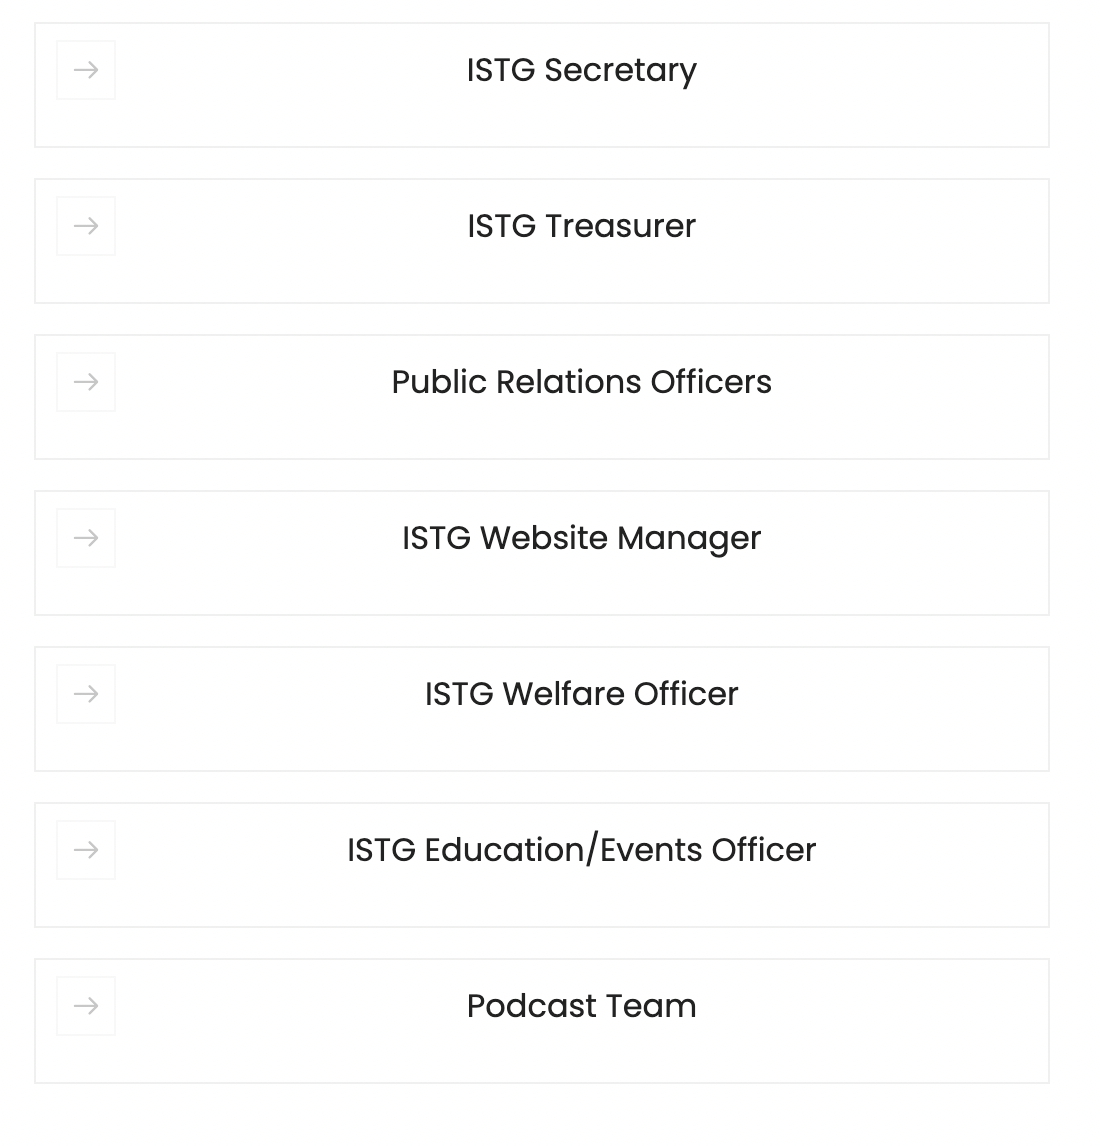 ISTG Secretary
ISTG Treasurer
Public Relations Officers
ISTG Website Manager
ISTG Welfare Officer
ISTG Education/Events Officer
Podcast Team